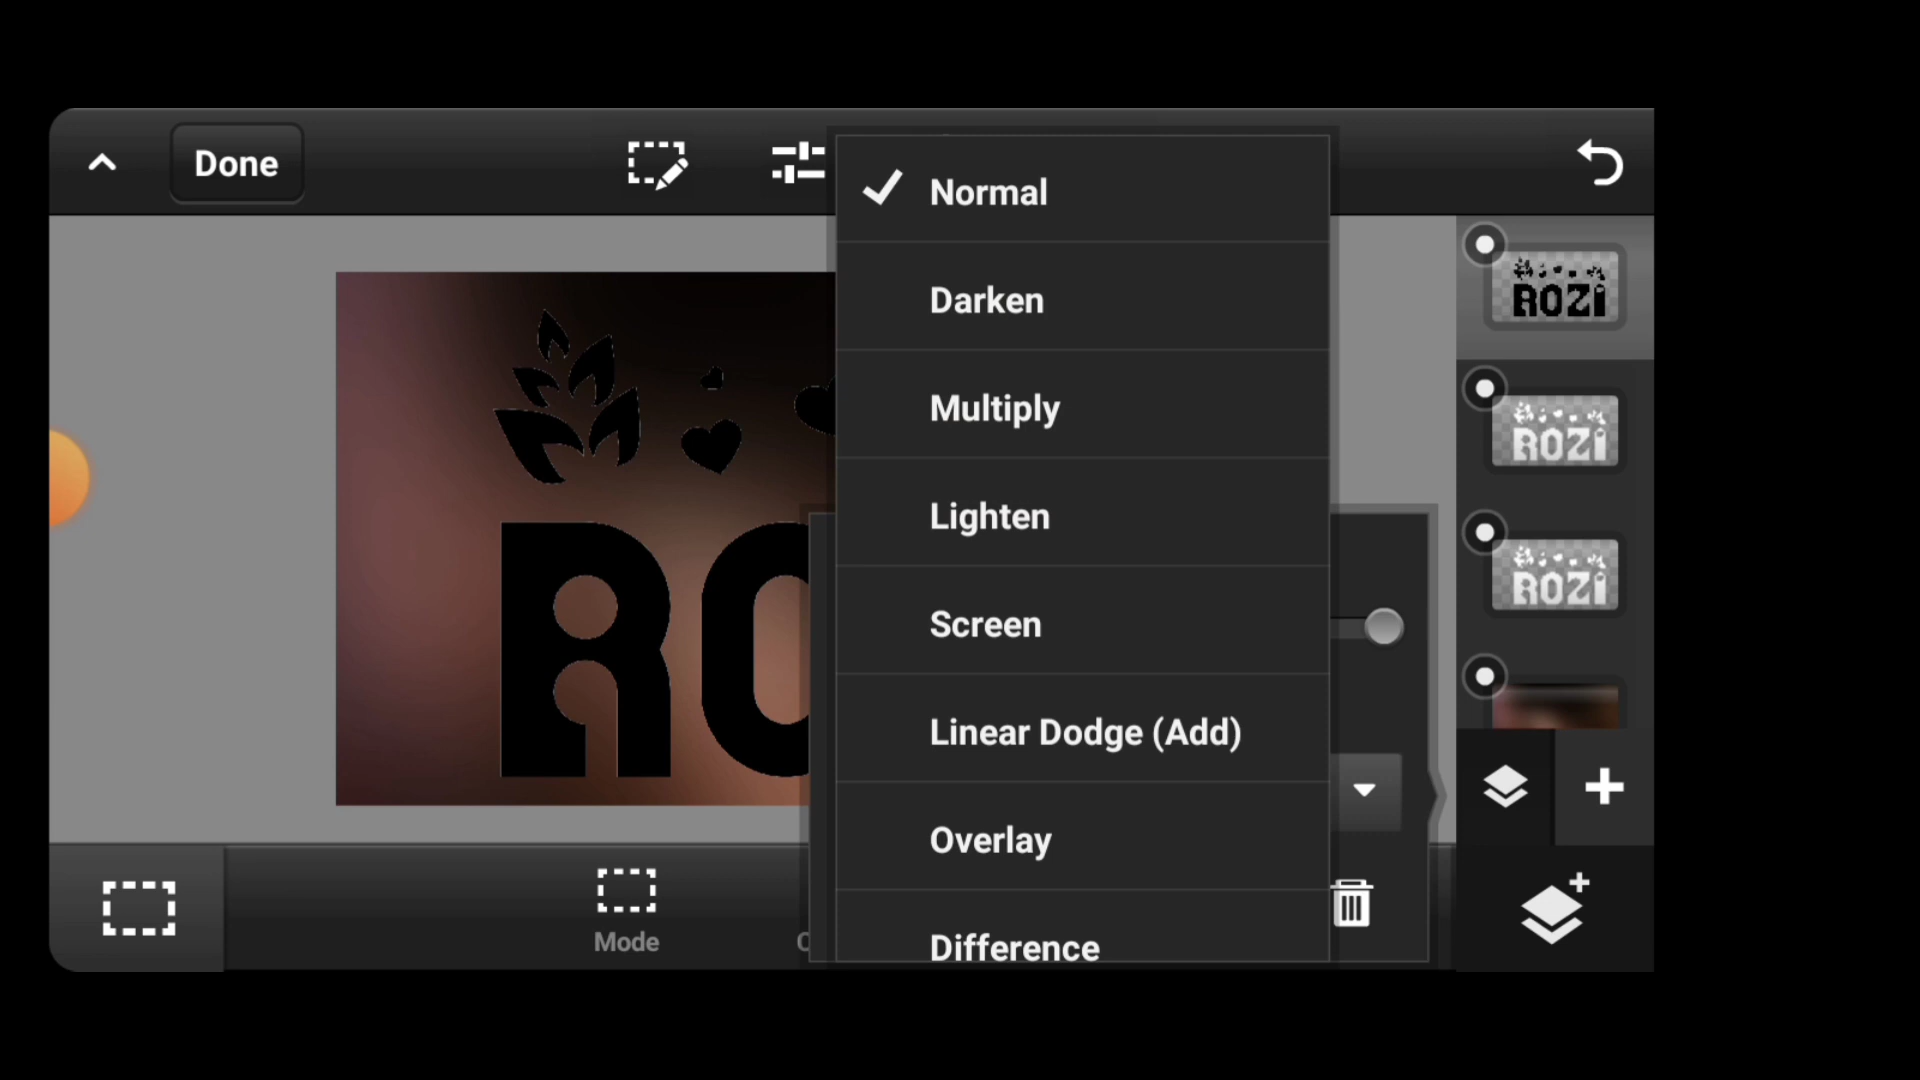 Done
Normal
Darken
Multiply
Lighten
Screen
Linear Dodge (Add)
Overlay
Difference
Mode
ROZI
ROZI
ROZI